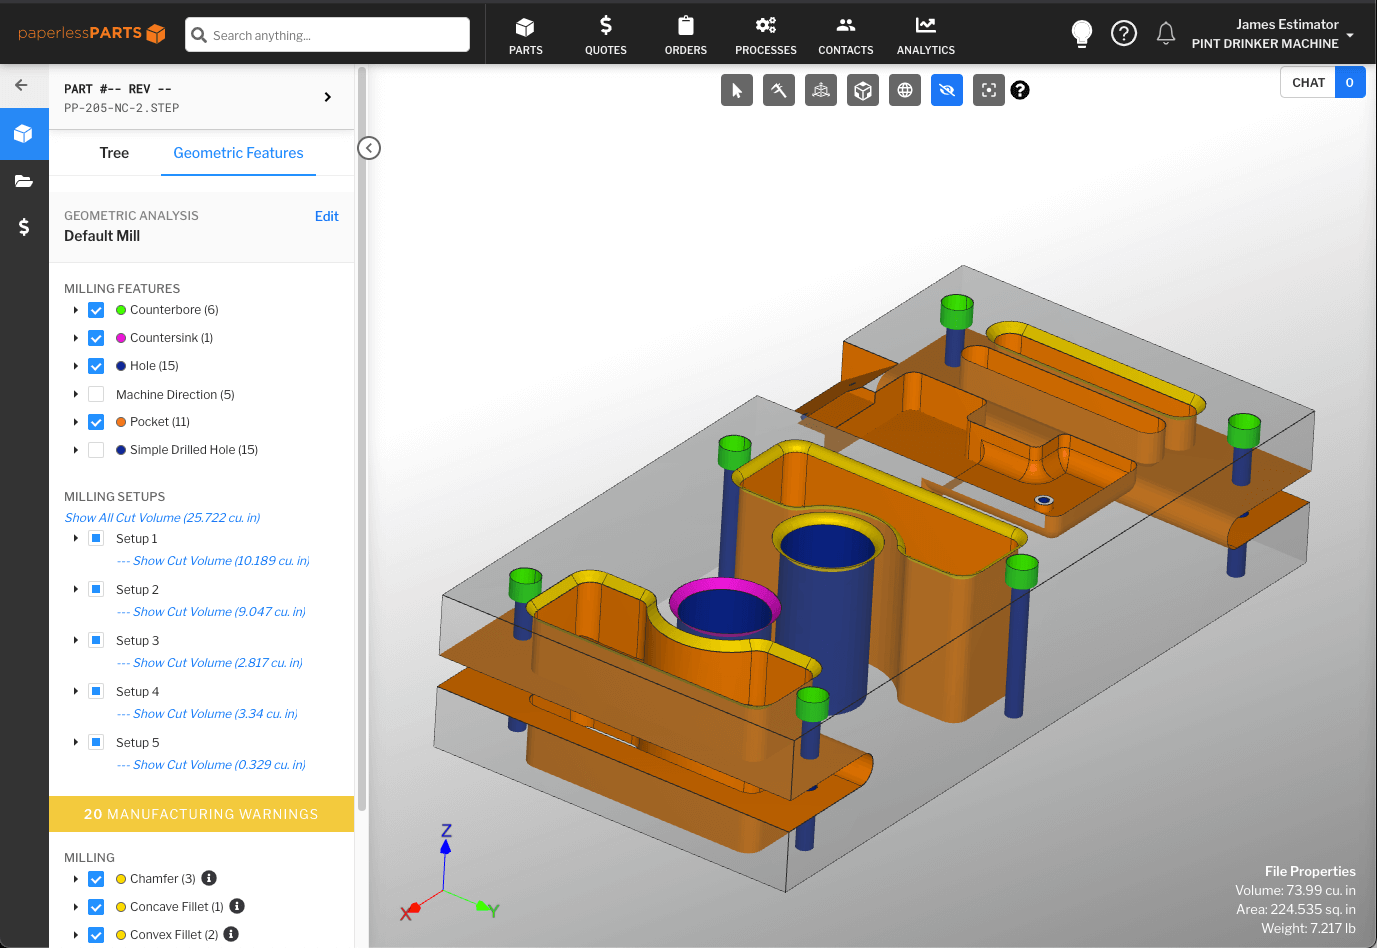 paperlessPARTS
Search anything...
PARTS
QUOTES
ORDERS
PROCESSES
CONTACTS
ANALYTICS
James Estimator
PINT DRINKER MACHINE
PART #-- REV --
PP-205-NC-2.STEP
CHAT 0
Tree
Geometric Features
GEOMETRIC ANALYSIS
Edit
Default Mill
MILLING FEATURES
Counterbore (6)
Countersink (1)
Hole (15)
Machine Direction (5)
Pocket (11)
Simple Drilled Hole (15)
MILLING SETUPS
Show All Cut Volume (25.722 cu. in)
Setup 1
--- Show Cut Volume (10.189 cu. in)
Setup 2
--- Show Cut Volume (9.047 cu. in)
Setup 3
--- Show Cut Volume (2.817 cu. in)
Setup 4
--- Show Cut Volume (3.34 cu. in)
Setup 5
--- Show Cut Volume (0.329 cu. in)
20 MANUFACTURING WARNINGS
MILLING
Chamfer (3)
Concave Fillet (1)
Convex Fillet (2)
Z
X
Y
File Properties
Volume: 73.99 cu. in
Area: 224.535 sq. in
Weight: 7.217 lb